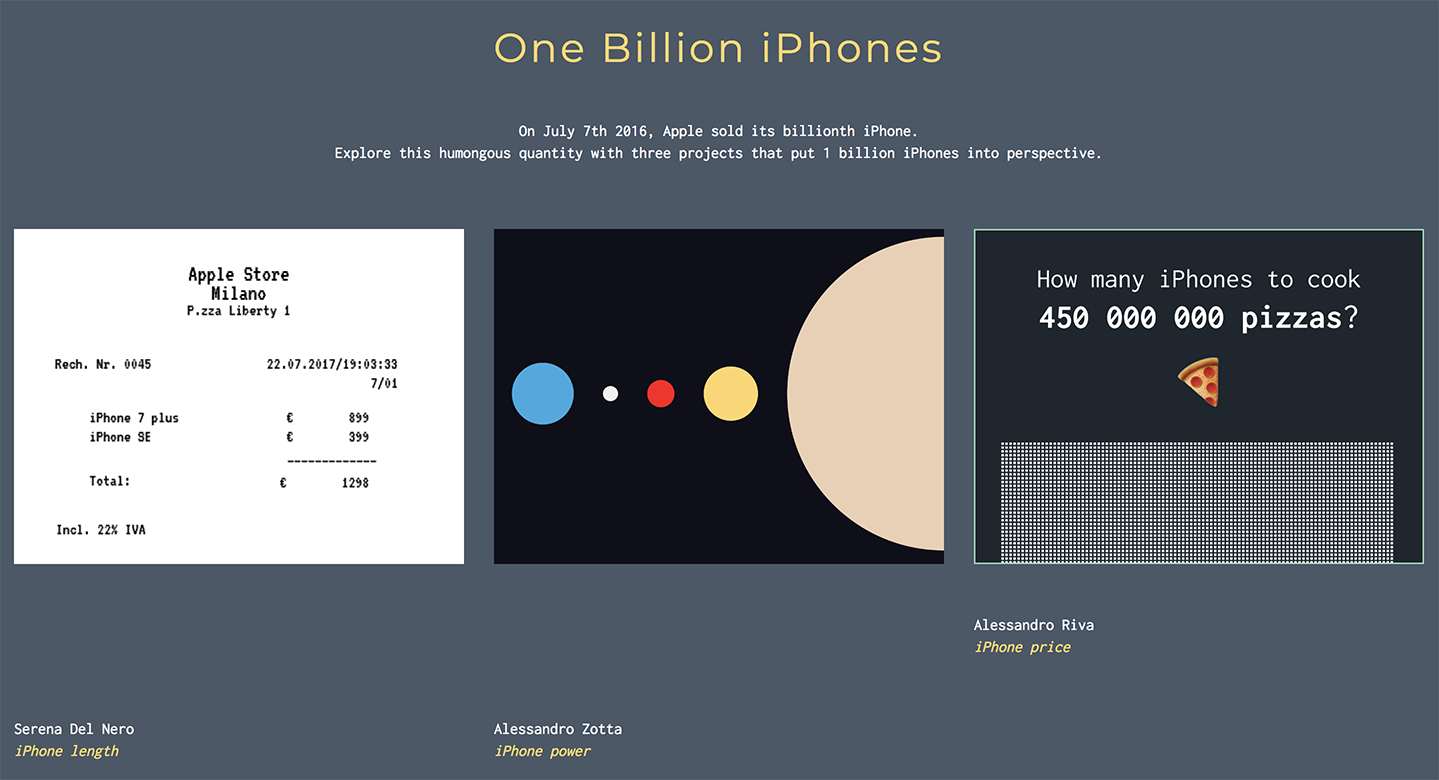 One Billion iPhones
On July 7th 2016, Apple sold its billionth iPhone.
Explore this humongous quantity with three projects that put 1 billion iPhones into perspective.
Apple Store
Milano
P.zza Liberty 1
Rech. Nr. 0045 22.07.2017/19:03:33
7/01
iPhone 7 plus € 899
iPhone SE € 399
-------------
Total: € 1298
Incl. 22% IVA
How many iPhones to cook
450 000 000 pizzas?
Alessandro Riva
iPhone price
Serena Del Nero
iPhone length
Alessandro Zotta
iPhone power